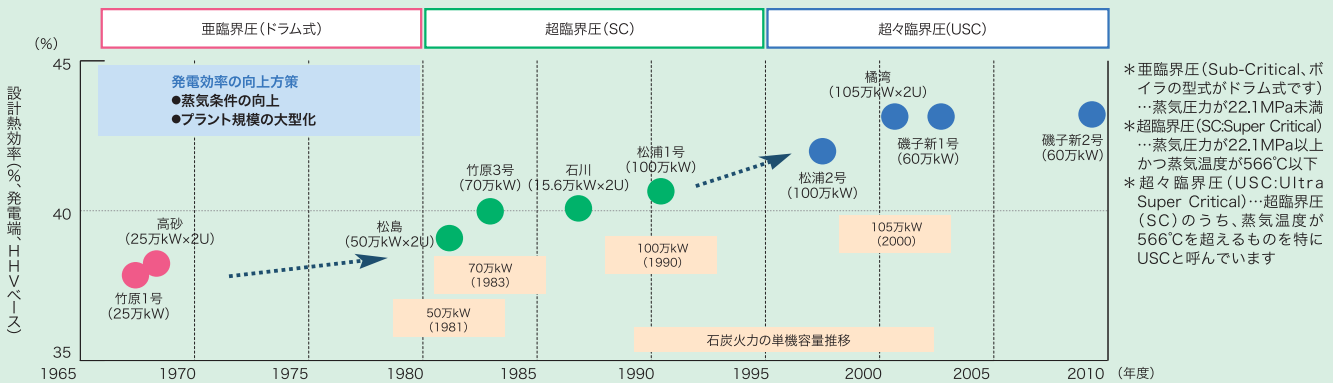 亜臨界圧(ドラム式)
超臨界圧(SC)
超々臨界圧(USC)
(%)
45
40
35
設計熱効率(%、発電端、HHVベース)
発電効率の向上方策
●蒸気条件の向上
●プラント規模の大型化
高砂
(25万kW×2U)
竹原1号
(25万kW)
松島
(50万kW×2U)
竹原3号
(70万kW)
石川
(15.6万kW×2U)
松浦1号
(100万kW)
松浦2号
(100万kW)
橘湾
(105万kW×2U)
磯子新1号
(60万kW)
磯子新2号
(60万kW)
50万kW
(1981)
70万kW
(1983)
100万kW
(1990)
105万kW
(2000)
石炭火力の単機容量推移
1965
1970
1975
1980
1985
1990
1995
2000
2005
2010
(年度)
＊亜臨界圧(Sub-Critical、ボ
イラの型式がドラム式です)
…蒸気圧力が22.1MPa未満
＊超臨界圧(SC:Super Critical)
…蒸気圧力が22.1MPa以上
かつ蒸気温度が566℃以下
＊超々臨界圧(USC:Ultra
Super Critical)…超臨界圧
(SC)のうち、蒸気温度が
566℃を超えるものを特に
USCと呼んでいます